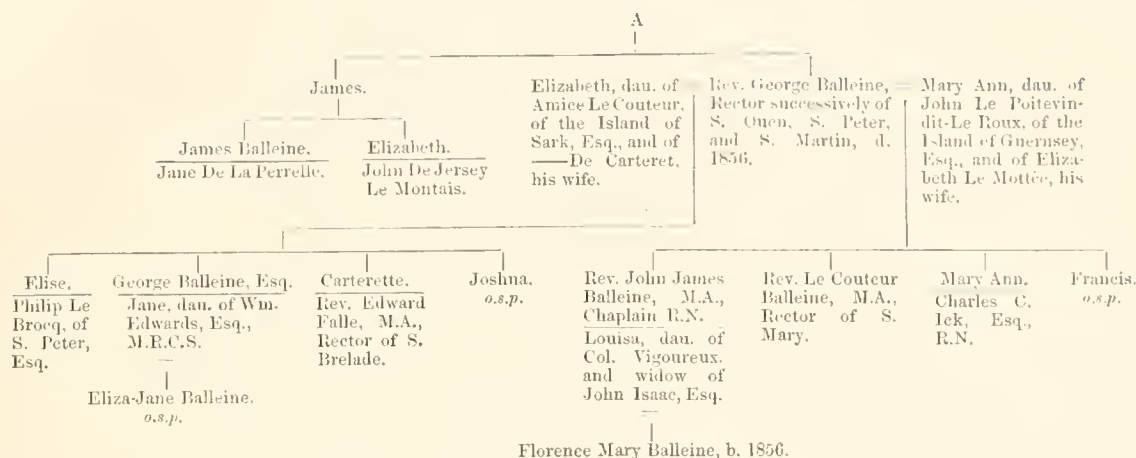 A
James.
Elizabeth, dau. of
Amice Le Couteur,
of the Island of
Sark, Esq., and of
——De Carteret,
his wife.
Rev. George Balleine,
Rector successively of
S. Ouen, S. Peter,
and S. Martin, d.
1856.
Mary Ann, dau. of
John Le Poitevin-
dit-Le Roux, of the
Island of Guernsey,
Esq., and of Eliza-
beth Le Mottée, his
wife.
James Balleine.
Jane De La Perrelle.
Elizabeth.
John De Jersey
Le Montais.
Elise.
Philip Le
Brocq, of
S. Peter,
Esq.
George Balleine, Esq.
Jane, dau. of Wm.
Edwards, Esq.,
M.R.C.S.
Carterette.
Rev. Edward
Falle, M.A.,
Rector of S.
Brelade.
Joshua.
o.s.p.
Rev. John James
Balleine, M.A.,
Chaplain R.N.
Louisa, dau. of
Col. Vigoureux,
and widow of
John Isaac, Esq.
Rev. Le Couteur
Balleine, M.A.,
Rector of S.
Mary.
Mary Ann.
Charles C.
Ick, Esq.,
R.N.
Francis.
o.s.p.
Eliza-Jane Balleine.
o.s.p.
Florence Mary Balleine, b. 1856.